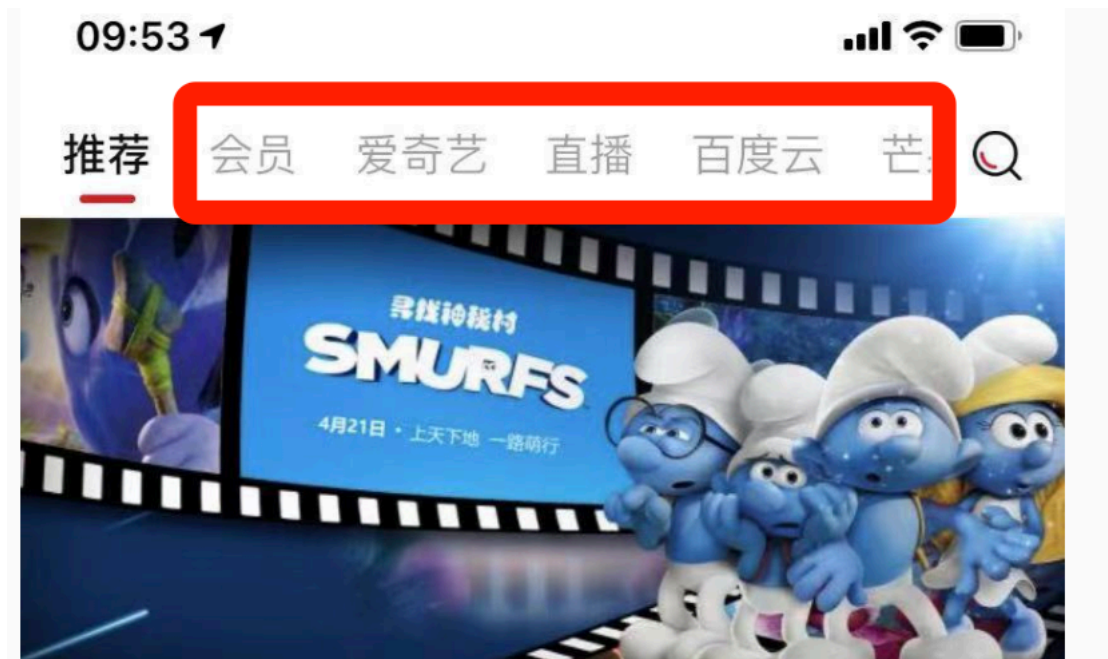 09:53
推荐 会员 爱奇艺 直播 百度云 芒
寻找神秘村
SMURFS
4月21日·上天下地 一路萌行